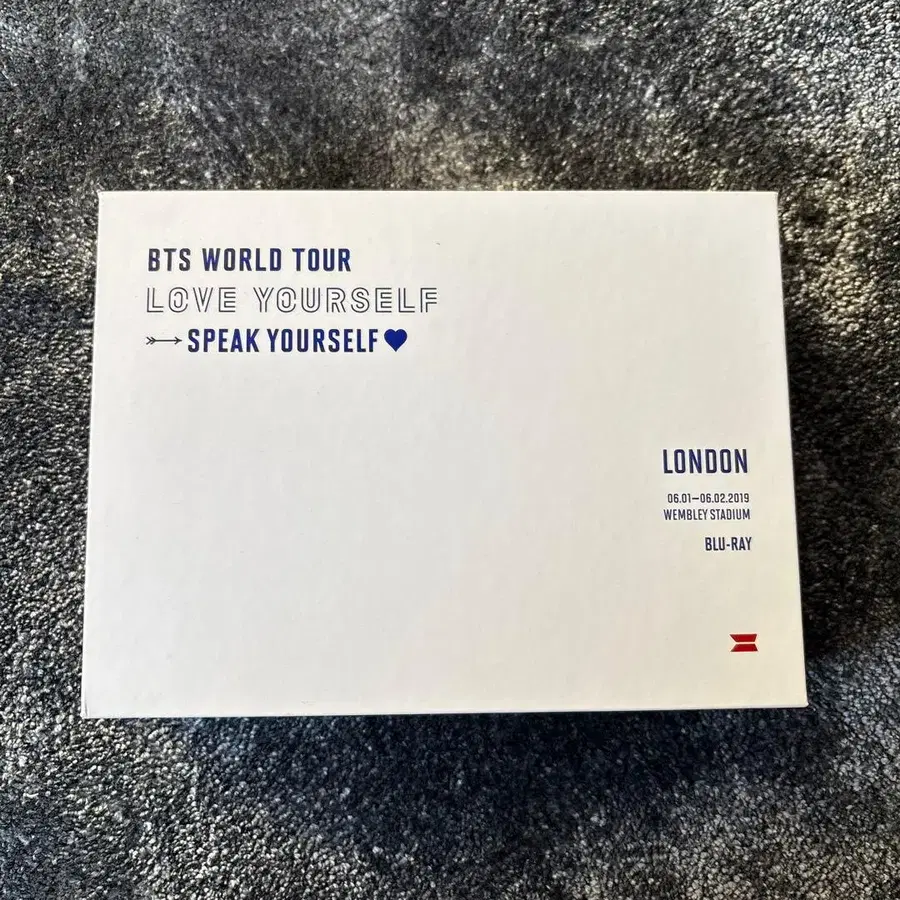 BTS WORLD TOUR
LOVE YOURSELF
SPEAK YOURSELF
LONDON
06.01–06.02.2019
WEMBLEY STADIUM
BLU-RAY